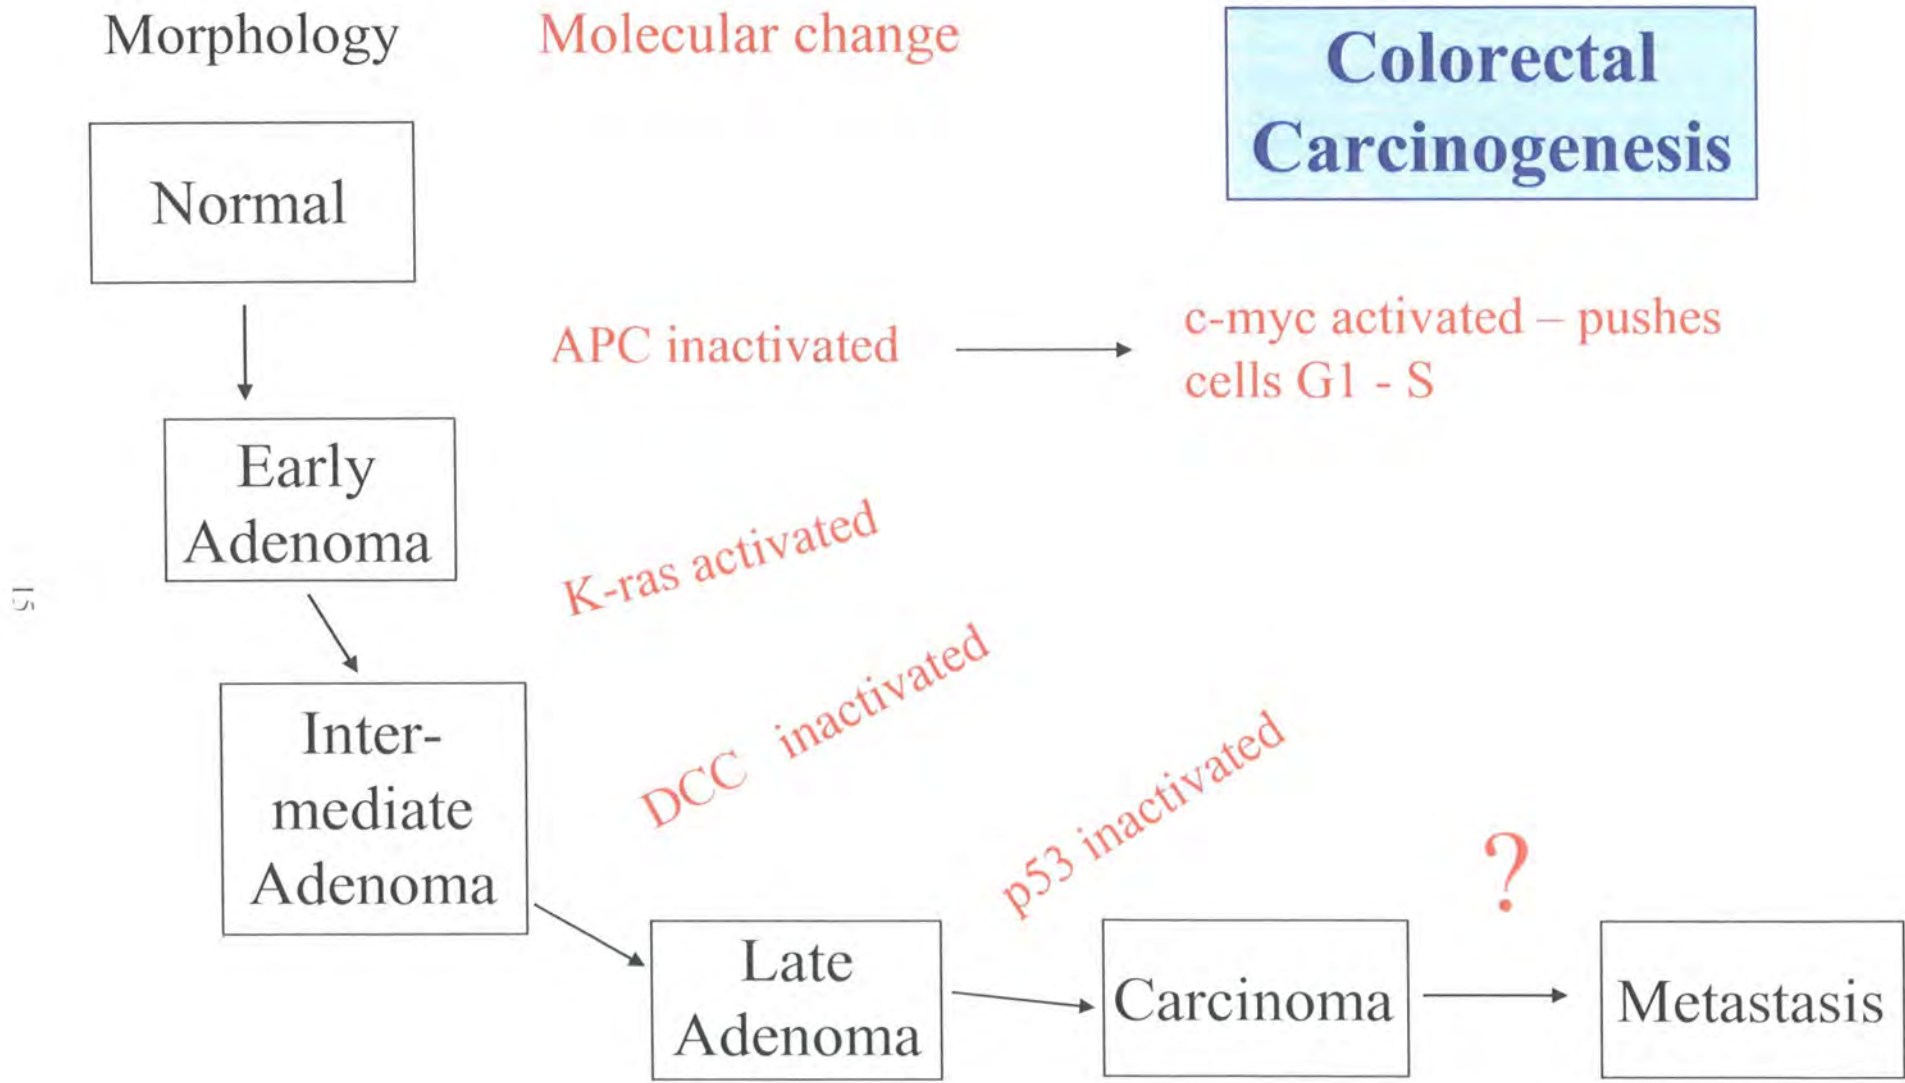 Morphology
Molecular change
Colorectal
Carcinogenesis
Normal
APC inactivated
c-myc activated – pushes
cells G1 - S
Early
Adenoma
K-ras activated
15
Inter-
mediate
Adenoma
DCC inactivated
p53 inactivated
?
Late
Adenoma
Carcinoma
Metastasis